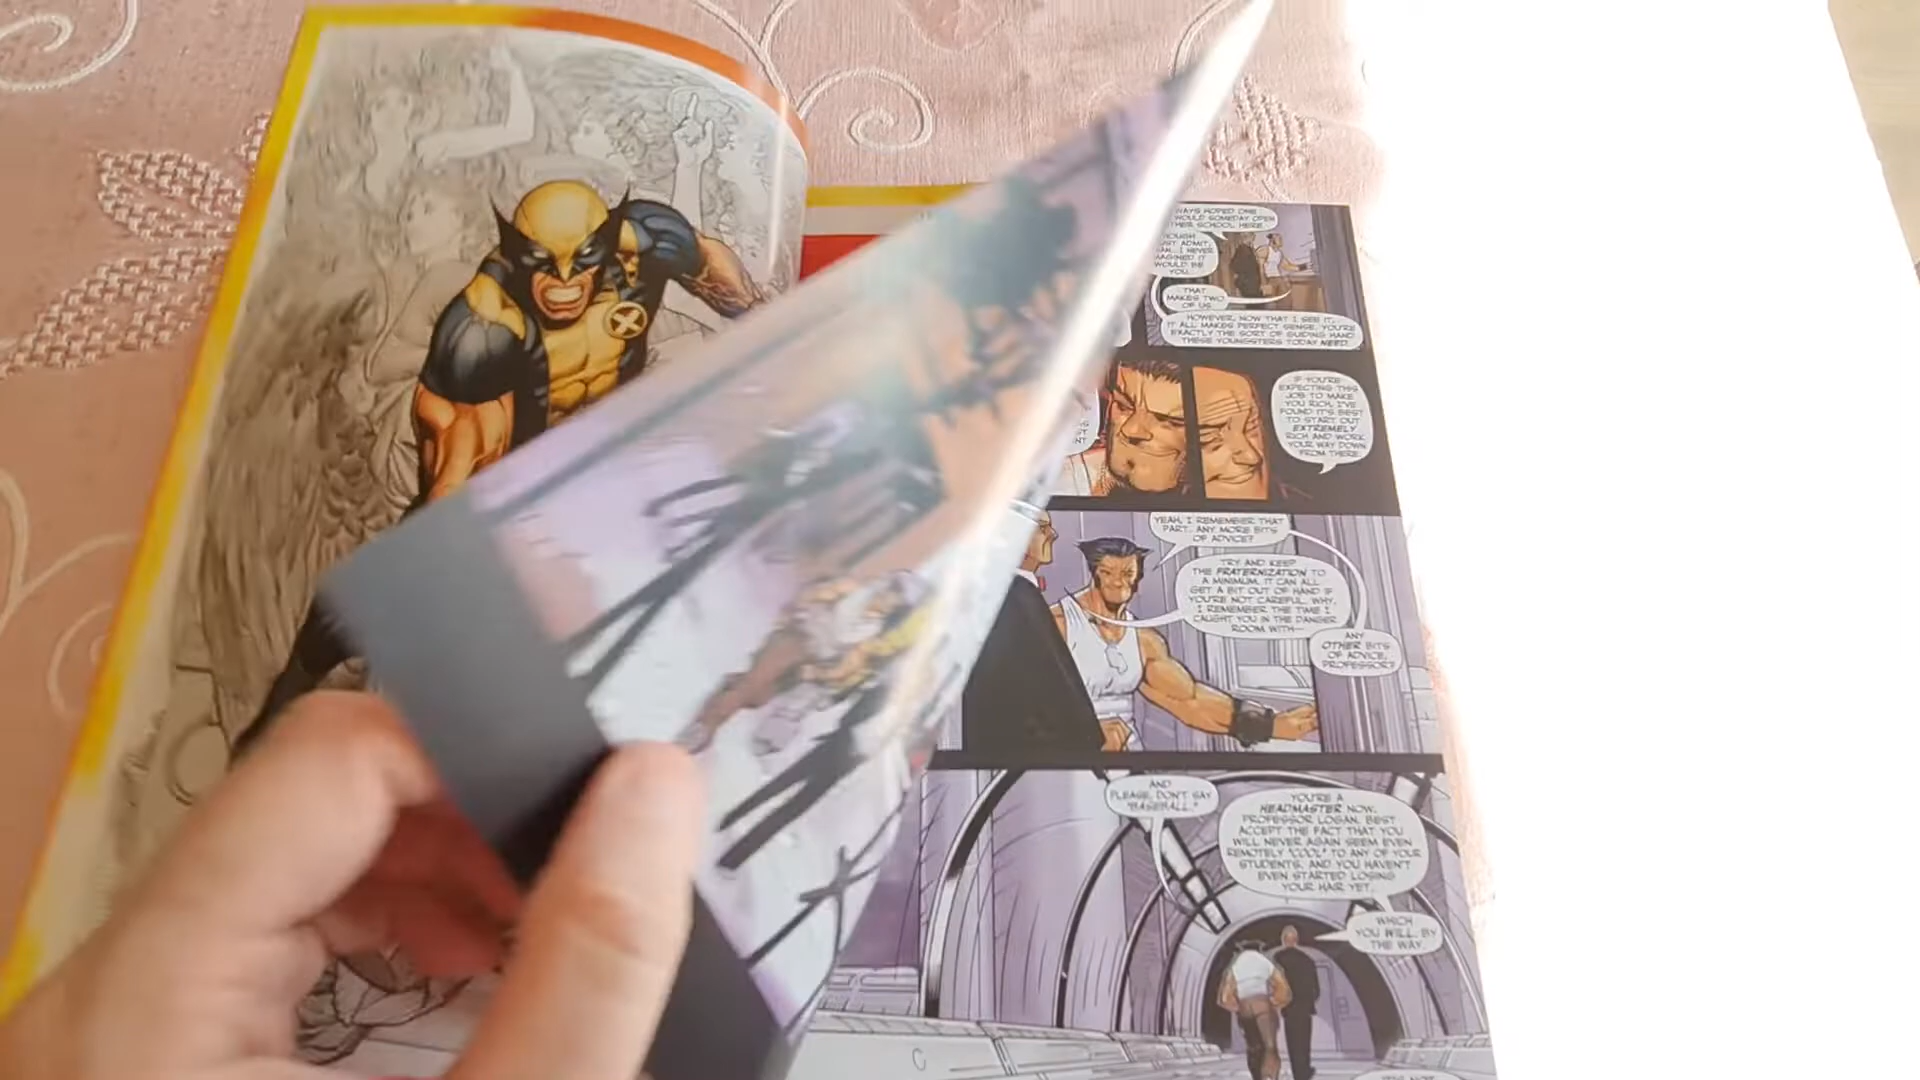 WAYS HOPED ONE
WOULD SOMEDAY OPEN
THER SCHOOL HERE
OUGH
UST ADMIT,
I NEVER
MAGINED IT
WOULD BE
YOU.
THAT
MAKES TWO
OF US.
HOWEVER, NOW THAT I SEE IT,
IT ALL MAKES PERFECT SENSE. YOU'RE
EXACTLY THE SORT OF GUIDING HAND
THESE YOUNGSTERS TODAY NEED.
IF YOU'RE
EXPECTING THIS
JOB TO MAKE
YOU RICH, I'VE
FOUND IT'S BEST
TO START OUT
EXTREMELY
RICH AND WORK
YOUR WAY DOWN
FROM THERE.
YEAH, I REMEMBER THAT
PART. ANY MORE BITS
OF ADVICE?
TRY AND KEEP
THE FRATERNIZATION TO
A MINIMUM. IT CAN ALL
GET A BIT OUT OF HAND IF
YOU'RE NOT CAREFUL. WHY,
I REMEMBER THE TIME I
CAUGHT YOU IN THE DANGER
ROOM WITH--
ANY
OTHER BITS
OF ADVICE,
PROFESSOR?
AND
PLEASE, DON'T SAY
"BASEBALL."
YOU'RE A
HEADMASTER NOW,
PROFESSOR LOGAN. BEST
ACCEPT THE FACT THAT YOU
WILL NEVER AGAIN SEEM EVEN
REMOTELY "COOL" TO ANY OF YOUR
STUDENTS. AND YOU HAVEN'T
EVEN STARTED LOSING
YOUR HAIR YET.
WHICH
YOU WILL, BY
THE WAY.